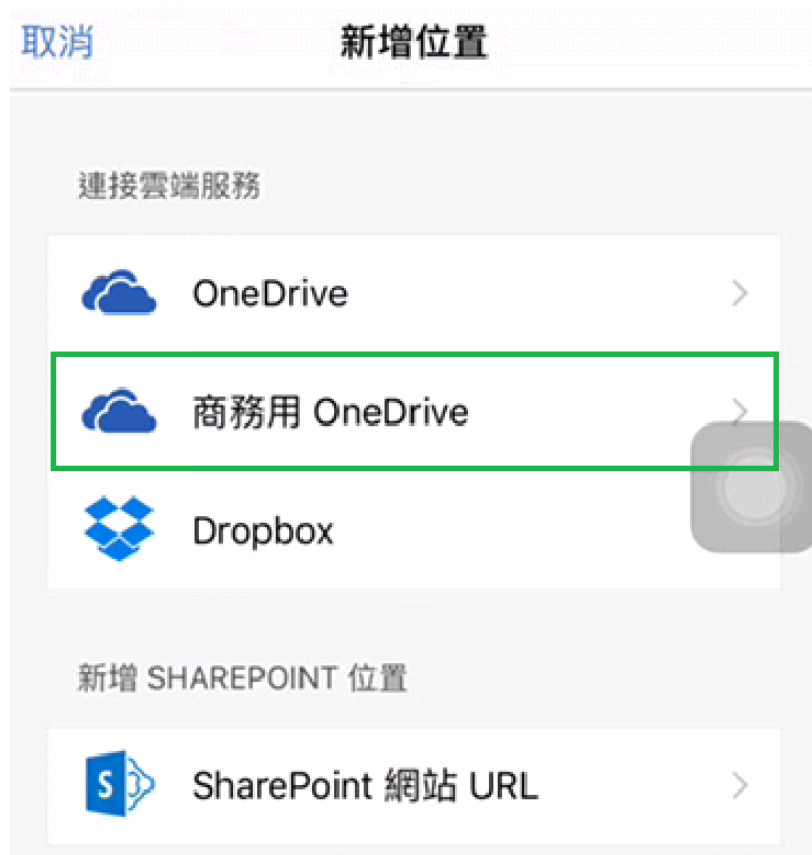 取消 新增位置
連接雲端服務
OneDrive
商務用 OneDrive
Dropbox
新增 SHAREPOINT 位置
S
SharePoint 網站 URL